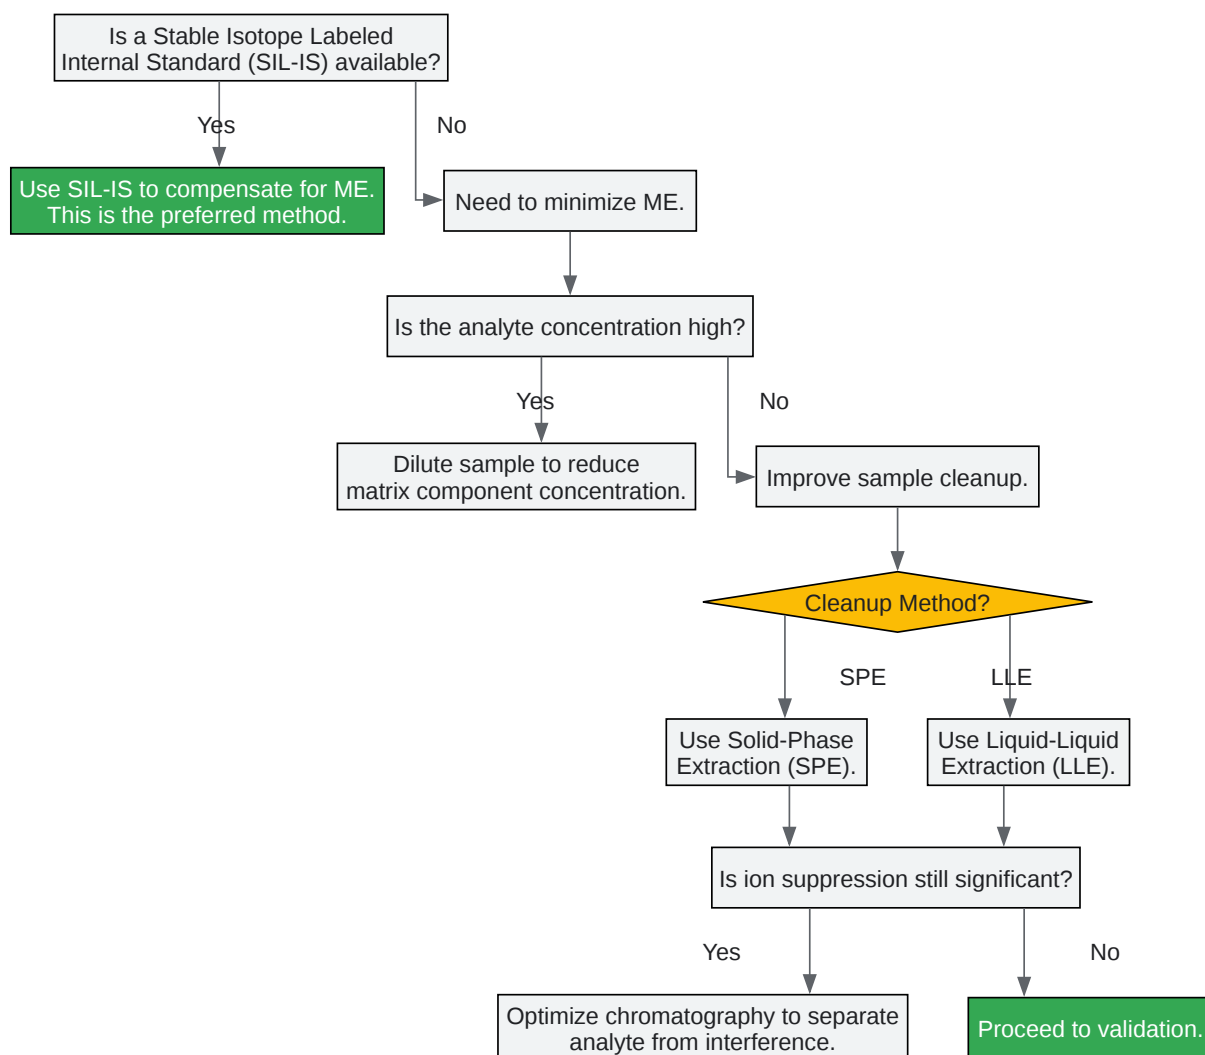 Is a Stable Isotope Labeled
Internal Standard (SIL-IS) available?
Yes
No
Use SIL-IS to compensate for ME.
This is the preferred method.
Need to minimize ME.
Is the analyte concentration high?
Yes
No
Dilute sample to reduce
matrix component concentration.
Improve sample cleanup.
Cleanup Method?
SPE
LLE
Use Solid-Phase
Extraction (SPE).
Use Liquid-Liquid
Extraction (LLE).
Is ion suppression still significant?
Yes
No
Optimize chromatography to separate
analyte from interference.
Proceed to validation.